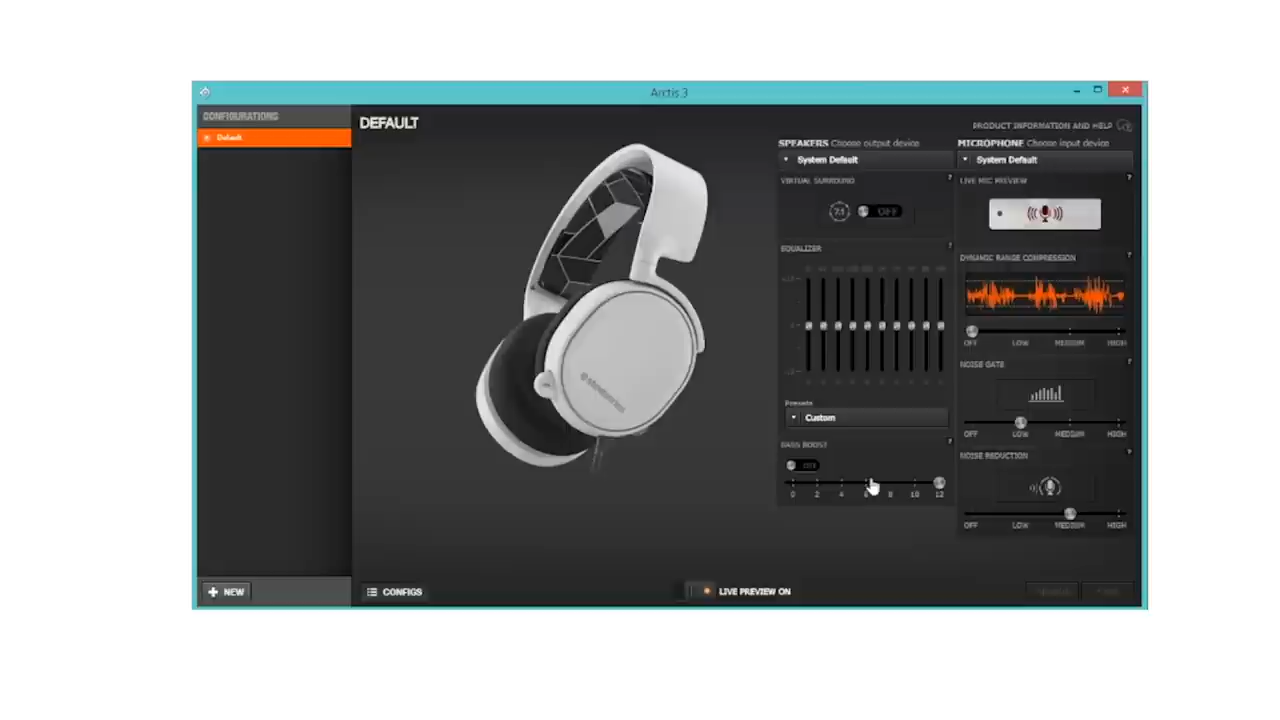 Arctis 3
CONFIGURATIONS
Default
DEFAULT
PRODUCT INFORMATION AND HELP
SPEAKERS Choose output device
System Default
MICROPHONE Choose input device
System Default
VIRTUAL SURROUND
?
7.1
OFF
LIVE MIC PREVIEW
?
EQUALIZER
?
DYNAMIC RANGE COMPRESSION
?
OFF LOW MEDIUM HIGH
NOISE GATE
?
OFF LOW MEDIUM HIGH
Presets
Custom
BASS BOOST
?
OFF
0 2 4 6 8 10 12
NOISE REDUCTION
?
OFF LOW MEDIUM HIGH
steelseries
+ NEW
CONFIGS
LIVE PREVIEW ON